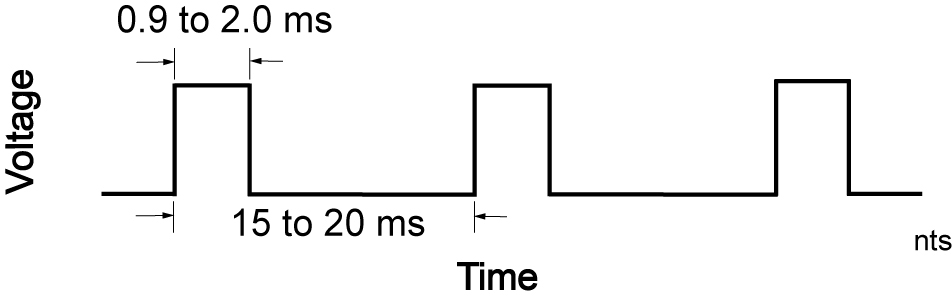 0.9 to 2.0 ms
Voltage
15 to 20 ms
nts
Time